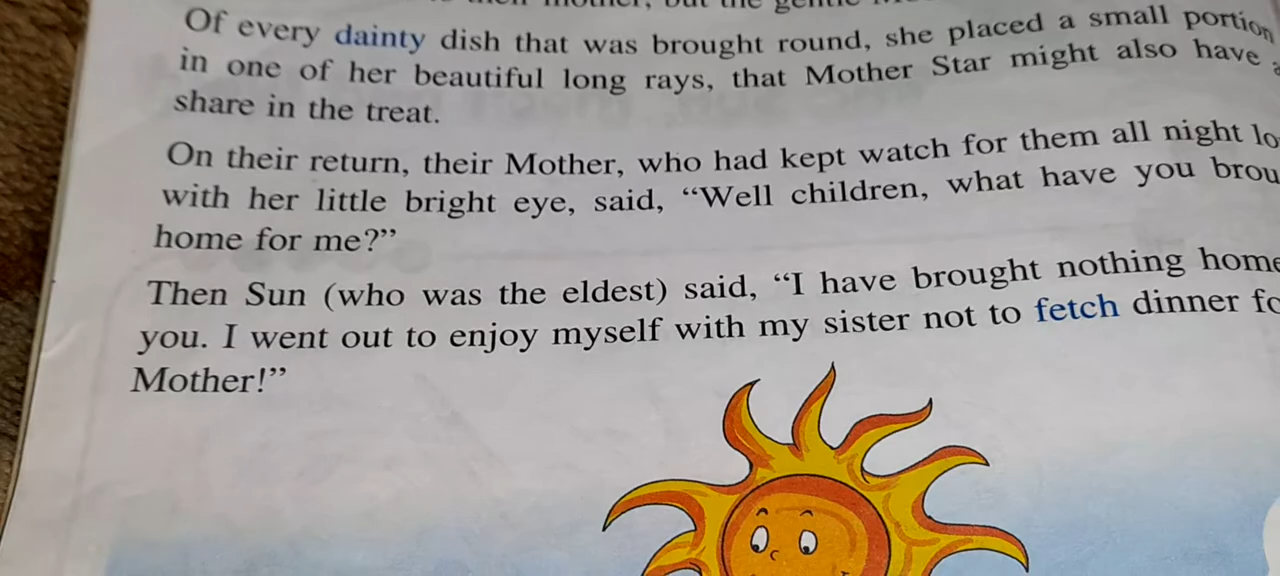 mother, but the
Of every dainty dish that was brought round, she placed a small portion
in one of her beautiful long rays, that Mother Star might also have
share in the treat.
On their return, their Mother, who had kept watch for them all night
with her little bright eye, said, “Well children, what have you
home for me?”
Then Sun (who was the eldest) said, “I have brought nothing
you. I went out to enjoy myself with my sister not to fetch dinner
Mother!”